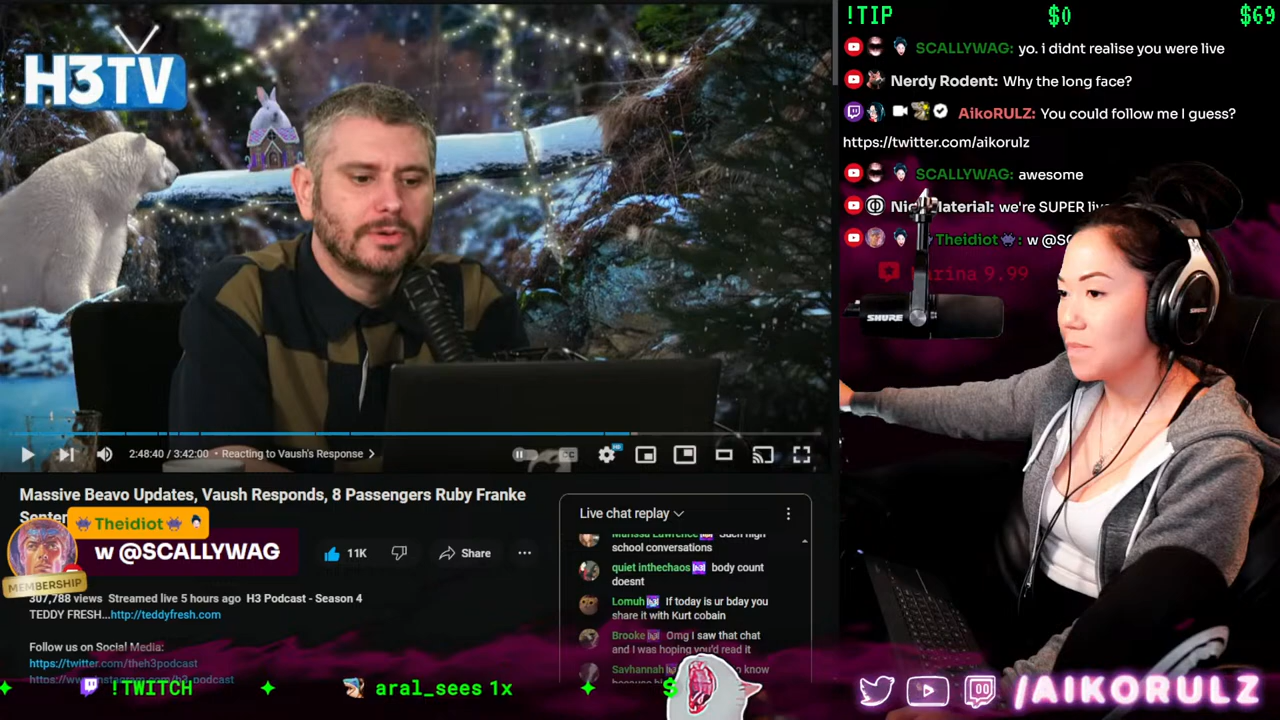 H3TV
2:48:40 / 3:42:00 • Reacting to Vaush's Response
Massive Beavo Updates, Vaush Responds, 8 Passengers Ruby Franke
Theidiot
w @SCALLYWAG
MEMBERSHIP
11K
Share
307,788 views Streamed live 5 hours ago H3 Podcast - Season 4
TEDDY FRESH...http://teddyfresh.com
Follow us on Social Media:
https://twitter.com/theh3podcast
Live chat replay
Such high
school conversations
quiet inthechaos body count
doesnt
Lomuh If today is ur bday you
share it with Kurt cobain
Brooke Omg I saw that chat
and I was hoping you'd read it
Savhannah
know
!TIP $0 $69
SCALLYWAG: yo. i didnt realise you were live
Nerdy Rodent: Why the long face?
AikoRULZ: You could follow me I guess?
https://twitter.com/aikorulz
SCALLYWAG: awesome
we're SUPER
Theidiot : w
9.99
SHURE
!TWITCH
aral_sees 1x
$
/AIKORULZ